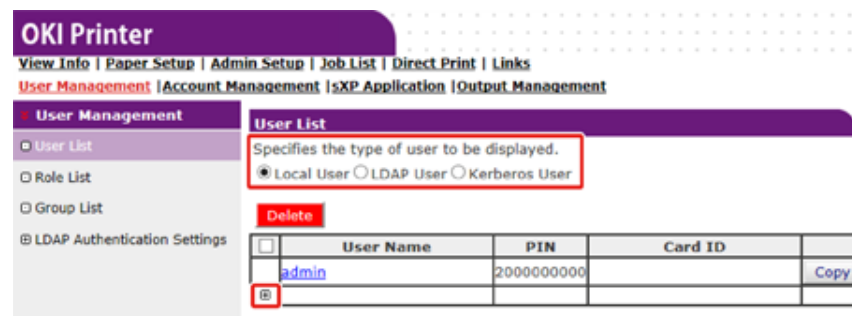 OKI Printer
View Info | Paper Setup | Admin Setup | Job List | Direct Print | Links
User Management |Account Management |sXP Application |Output Management
User Management
User List
Role List
Group List
LDAP Authentication Settings
User List
Specifies the type of user to be displayed.
Local User LDAP User Kerberos User
Delete
User Name PIN Card ID
admin 2000000000 Copy